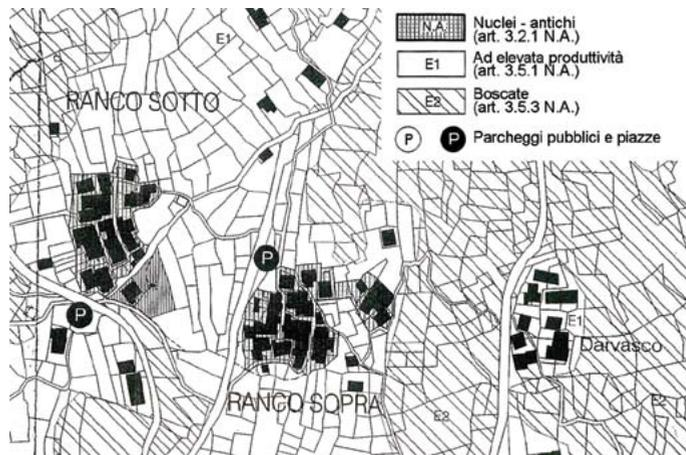 N.A.
Nuclei - antichi
(art. 3.2.1 N.A.)
E1
Ad elevata produttività
(art. 3.5.1 N.A.)
E2
Boscate
(art. 3.5.3 N.A.)
P
P
Parcheggi pubblici e piazze
E1
RANCO SOTTO
P
P
E1
Darvasco
RANCO SOPRA
E2
E2